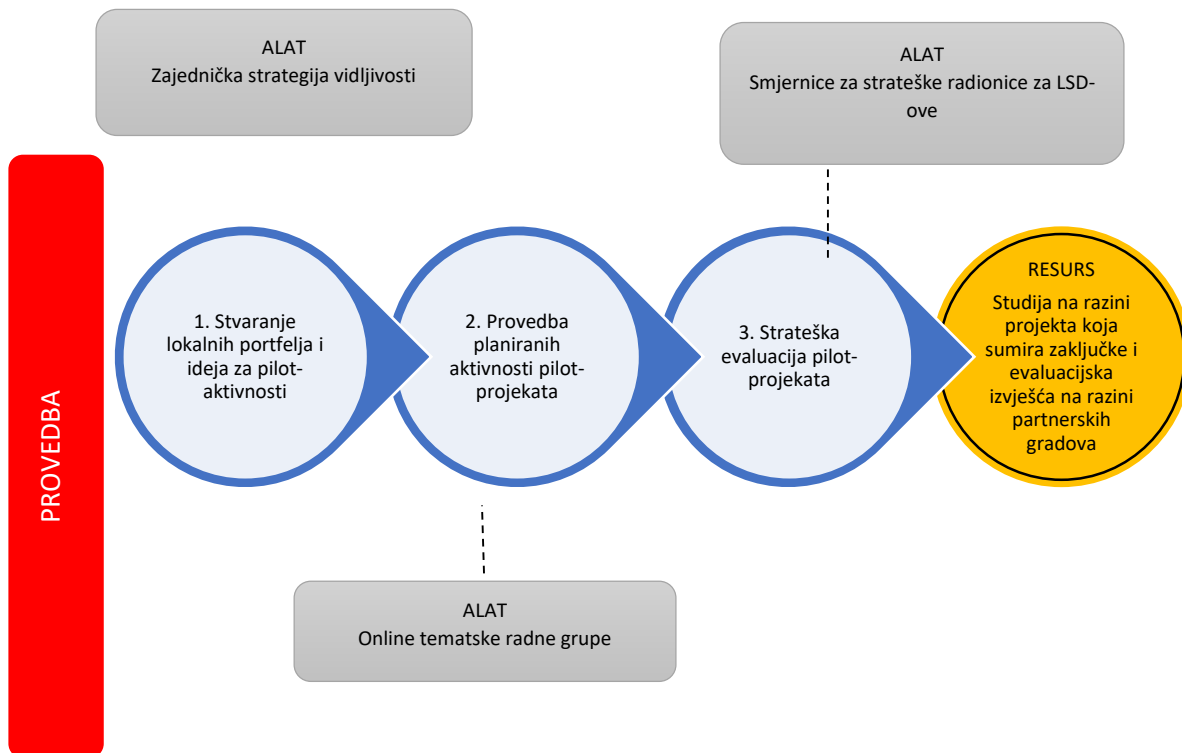 ALAT
Zajednička strategija vidljivosti
ALAT
Smjernice za strateške radionice za LSD-
ove
PROVEDBA
1. Stvaranje
lokalnih portfelja i
ideja za pilot-
aktivnosti
2. Provedba
planiranih
aktivnosti pilot-
projekata
3. Strateška
evaluacija pilot-
projekata
RESURS
Studija na razini
projekta koja
sumira zaključke i
evaluacijska
izvješća na razini
partnerskih
gradova
ALAT
Online tematske radne grupe